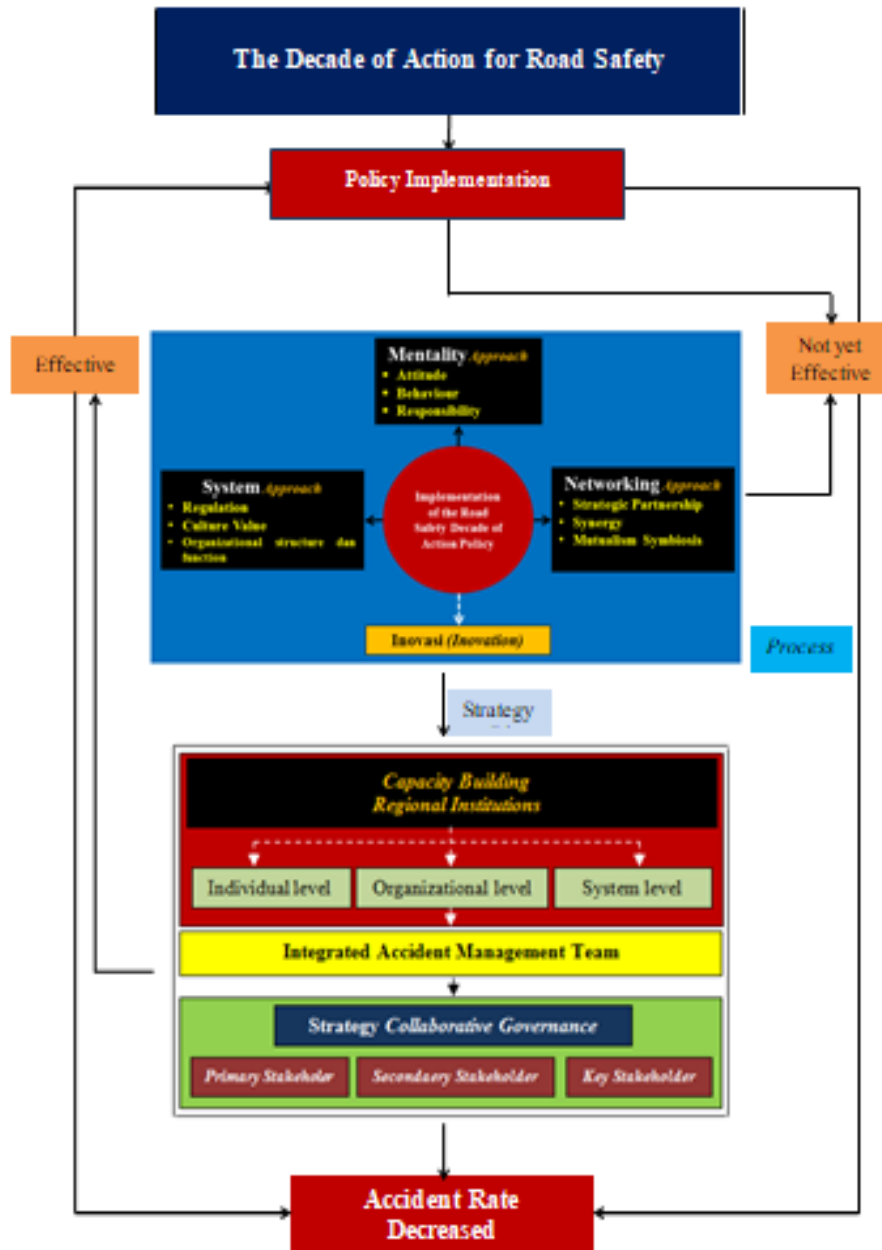 The Decade of Action for Road Safety
Policy Implementation
Effective
Not yet
Effective
Mentality Approach
Attitude
Behaviour
Responsibility
System Approach
Regulation
Culture Value
Organizational structure dan
function
Implementation
of the Road
Safety Decade of
Action Policy
Networking Approach
Strategic Partnership
Synergy
Mutualism Symbiosis
Inovasi (Inovation)
Process
Strategy
Capacity Building
Regional Institutions
Individual level
Organizational level
System level
Integrated Accident Management Team
Strategy Collaborative Governance
Primary Stakeholer
Secondaery Stakeholder
Key Stakeholder
Accident Rate
Decreased